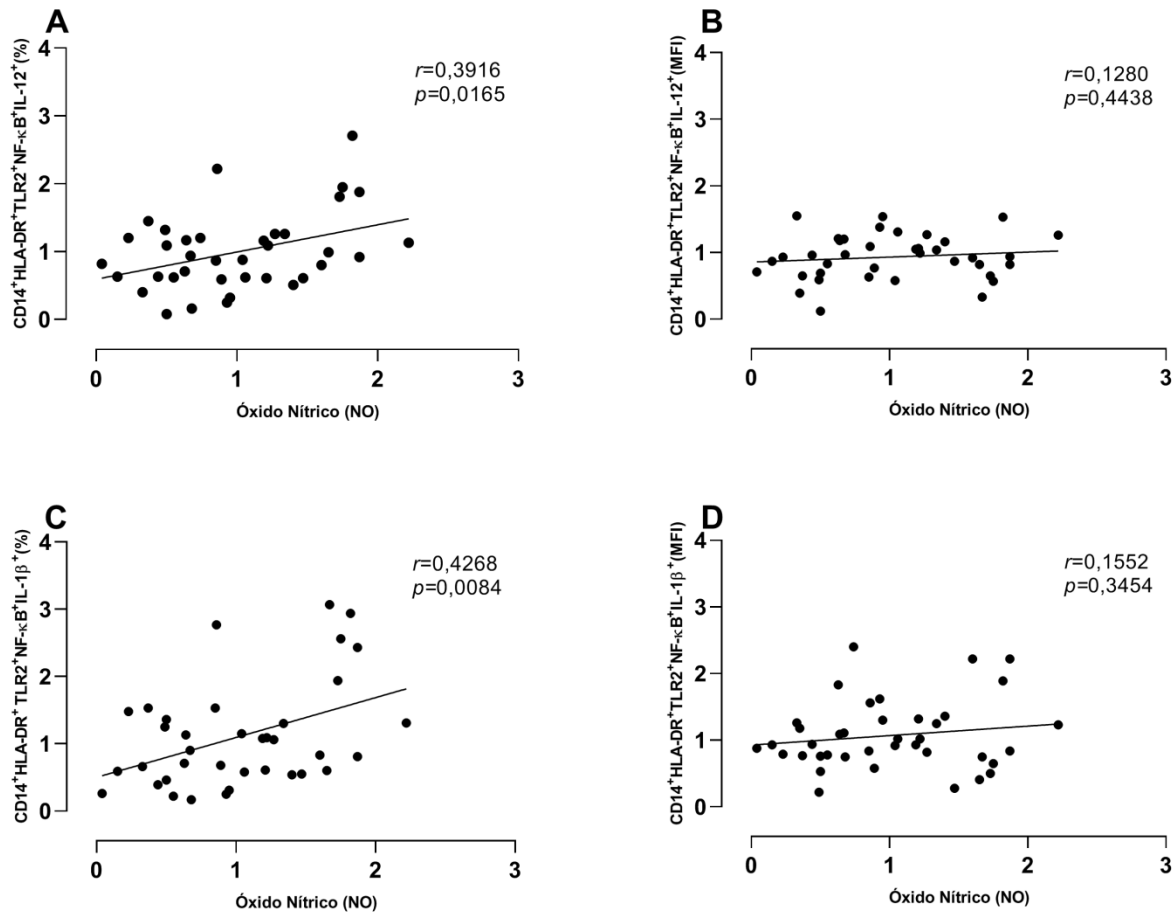 A
CD14⁺HLA-DR⁺TLR2⁺NF-κB⁺IL-12⁺(%)
r=0,3916
p=0,0165
4
3
2
1
0
0 1 2 3
Óxido Nítrico (NO)
B
CD14⁺HLA-DR⁺TLR2⁺NF-κB⁺IL-12⁺(MFI)
r=0,1280
p=0,4438
4
3
2
1
0
0 1 2 3
Óxido Nítrico (NO)
C
CD14⁺HLA-DR⁺TLR2⁺NF-κB⁺IL-1β⁺(%)
r=0,4268
p=0,0084
4
3
2
1
0
0 1 2 3
Óxido Nítrico (NO)
D
CD14⁺HLA-DR⁺TLR2⁺NF-κB⁺IL-1β⁺(MFI)
r=0,1552
p=0,3454
4
3
2
1
0
0 1 2 3
Óxido Nítrico (NO)